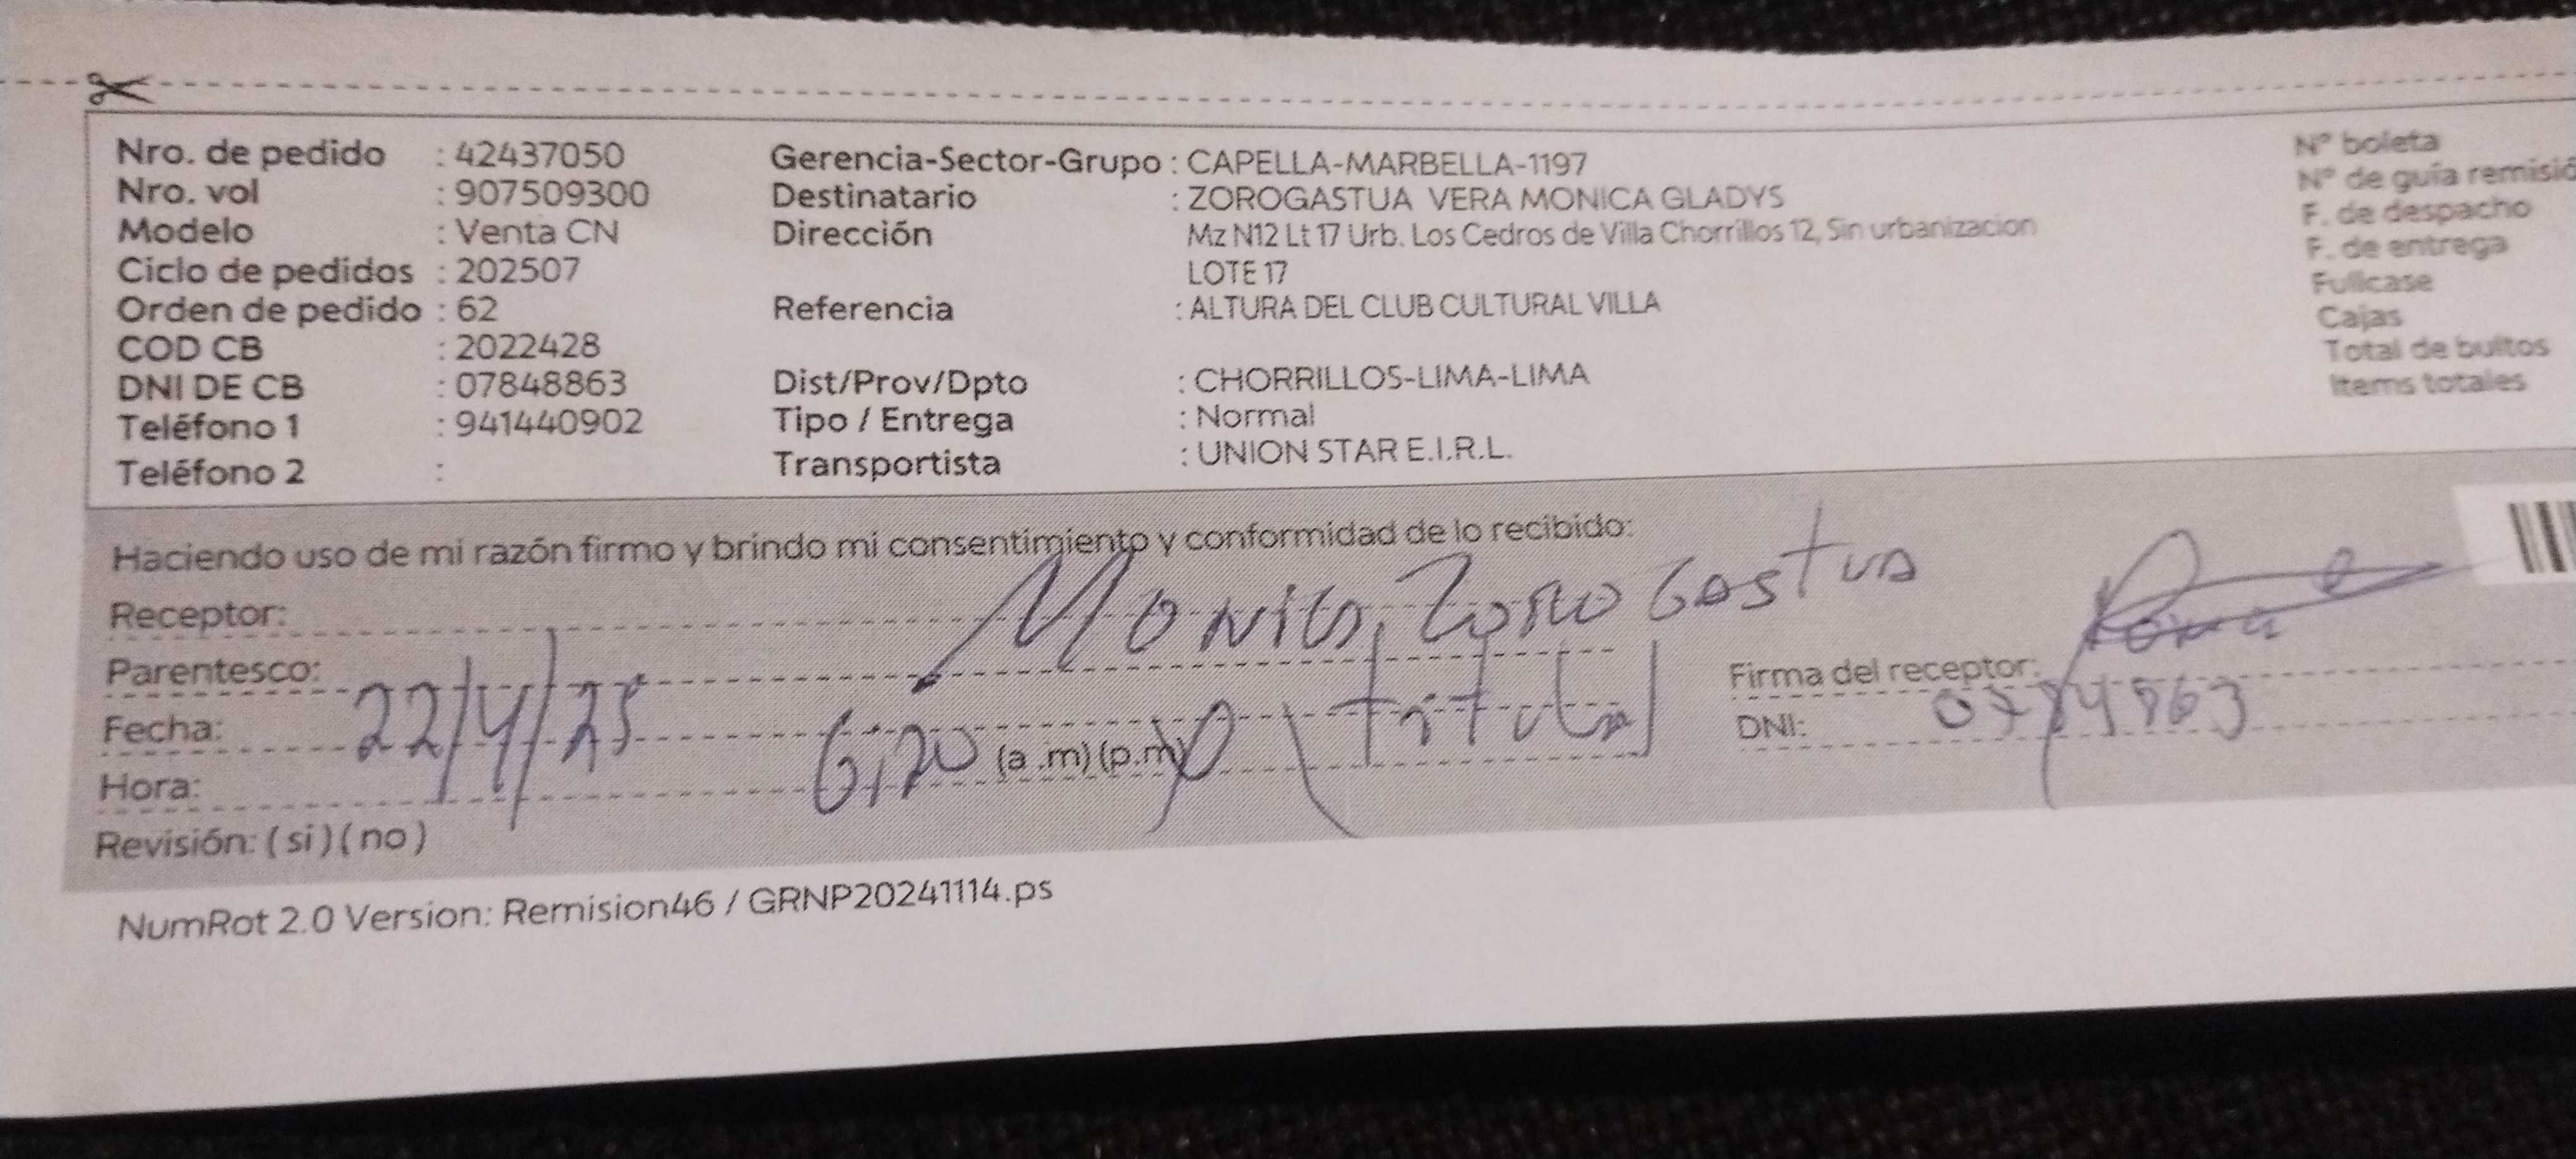 Nro. de pedido : 42437050
Nro. vol : 907509300
Modelo : Venta CN
Ciclo de pedidos : 202507
Orden de pedido : 62
COD CB : 2022428
DNI DE CB : 07848863
Teléfono 1 : 941440902
Teléfono 2 :
Gerencia-Sector-Grupo : CAPELLA-MARBELLA-1197
Destinatario : ZOROGASTUA VERA MONICA GLADYS
Dirección Mz N12 Lt 17 Urb. Los Cedros de Villa Chorrillos 12, Sin urbanizacion
LOTE 17
Referencia : ALTURA DEL CLUB CULTURAL VILLA
Dist/Prov/Dpto : CHORRILLOS-LIMA-LIMA
Tipo / Entrega : Normal
Transportista : UNION STAR E.I.R.L.
N° boleta
N° de guía remisió
F. de despacho
F. de entrega
Fullcase
Cajas
Total de bultos
Items totales
Haciendo uso de mi razón firmo y brindo mi consentimiento y conformidad de lo recibido:
Receptor: Monica Zorogastua
Parentesco: (titular)
Fecha: 22/4/25
Hora: 6:20 (a .m) (p.m)
Revisión: ( si ) ( no )
Firma del receptor:
DNI:
NumRot 2.0 Version: Remision46 / GRNP20241114.ps